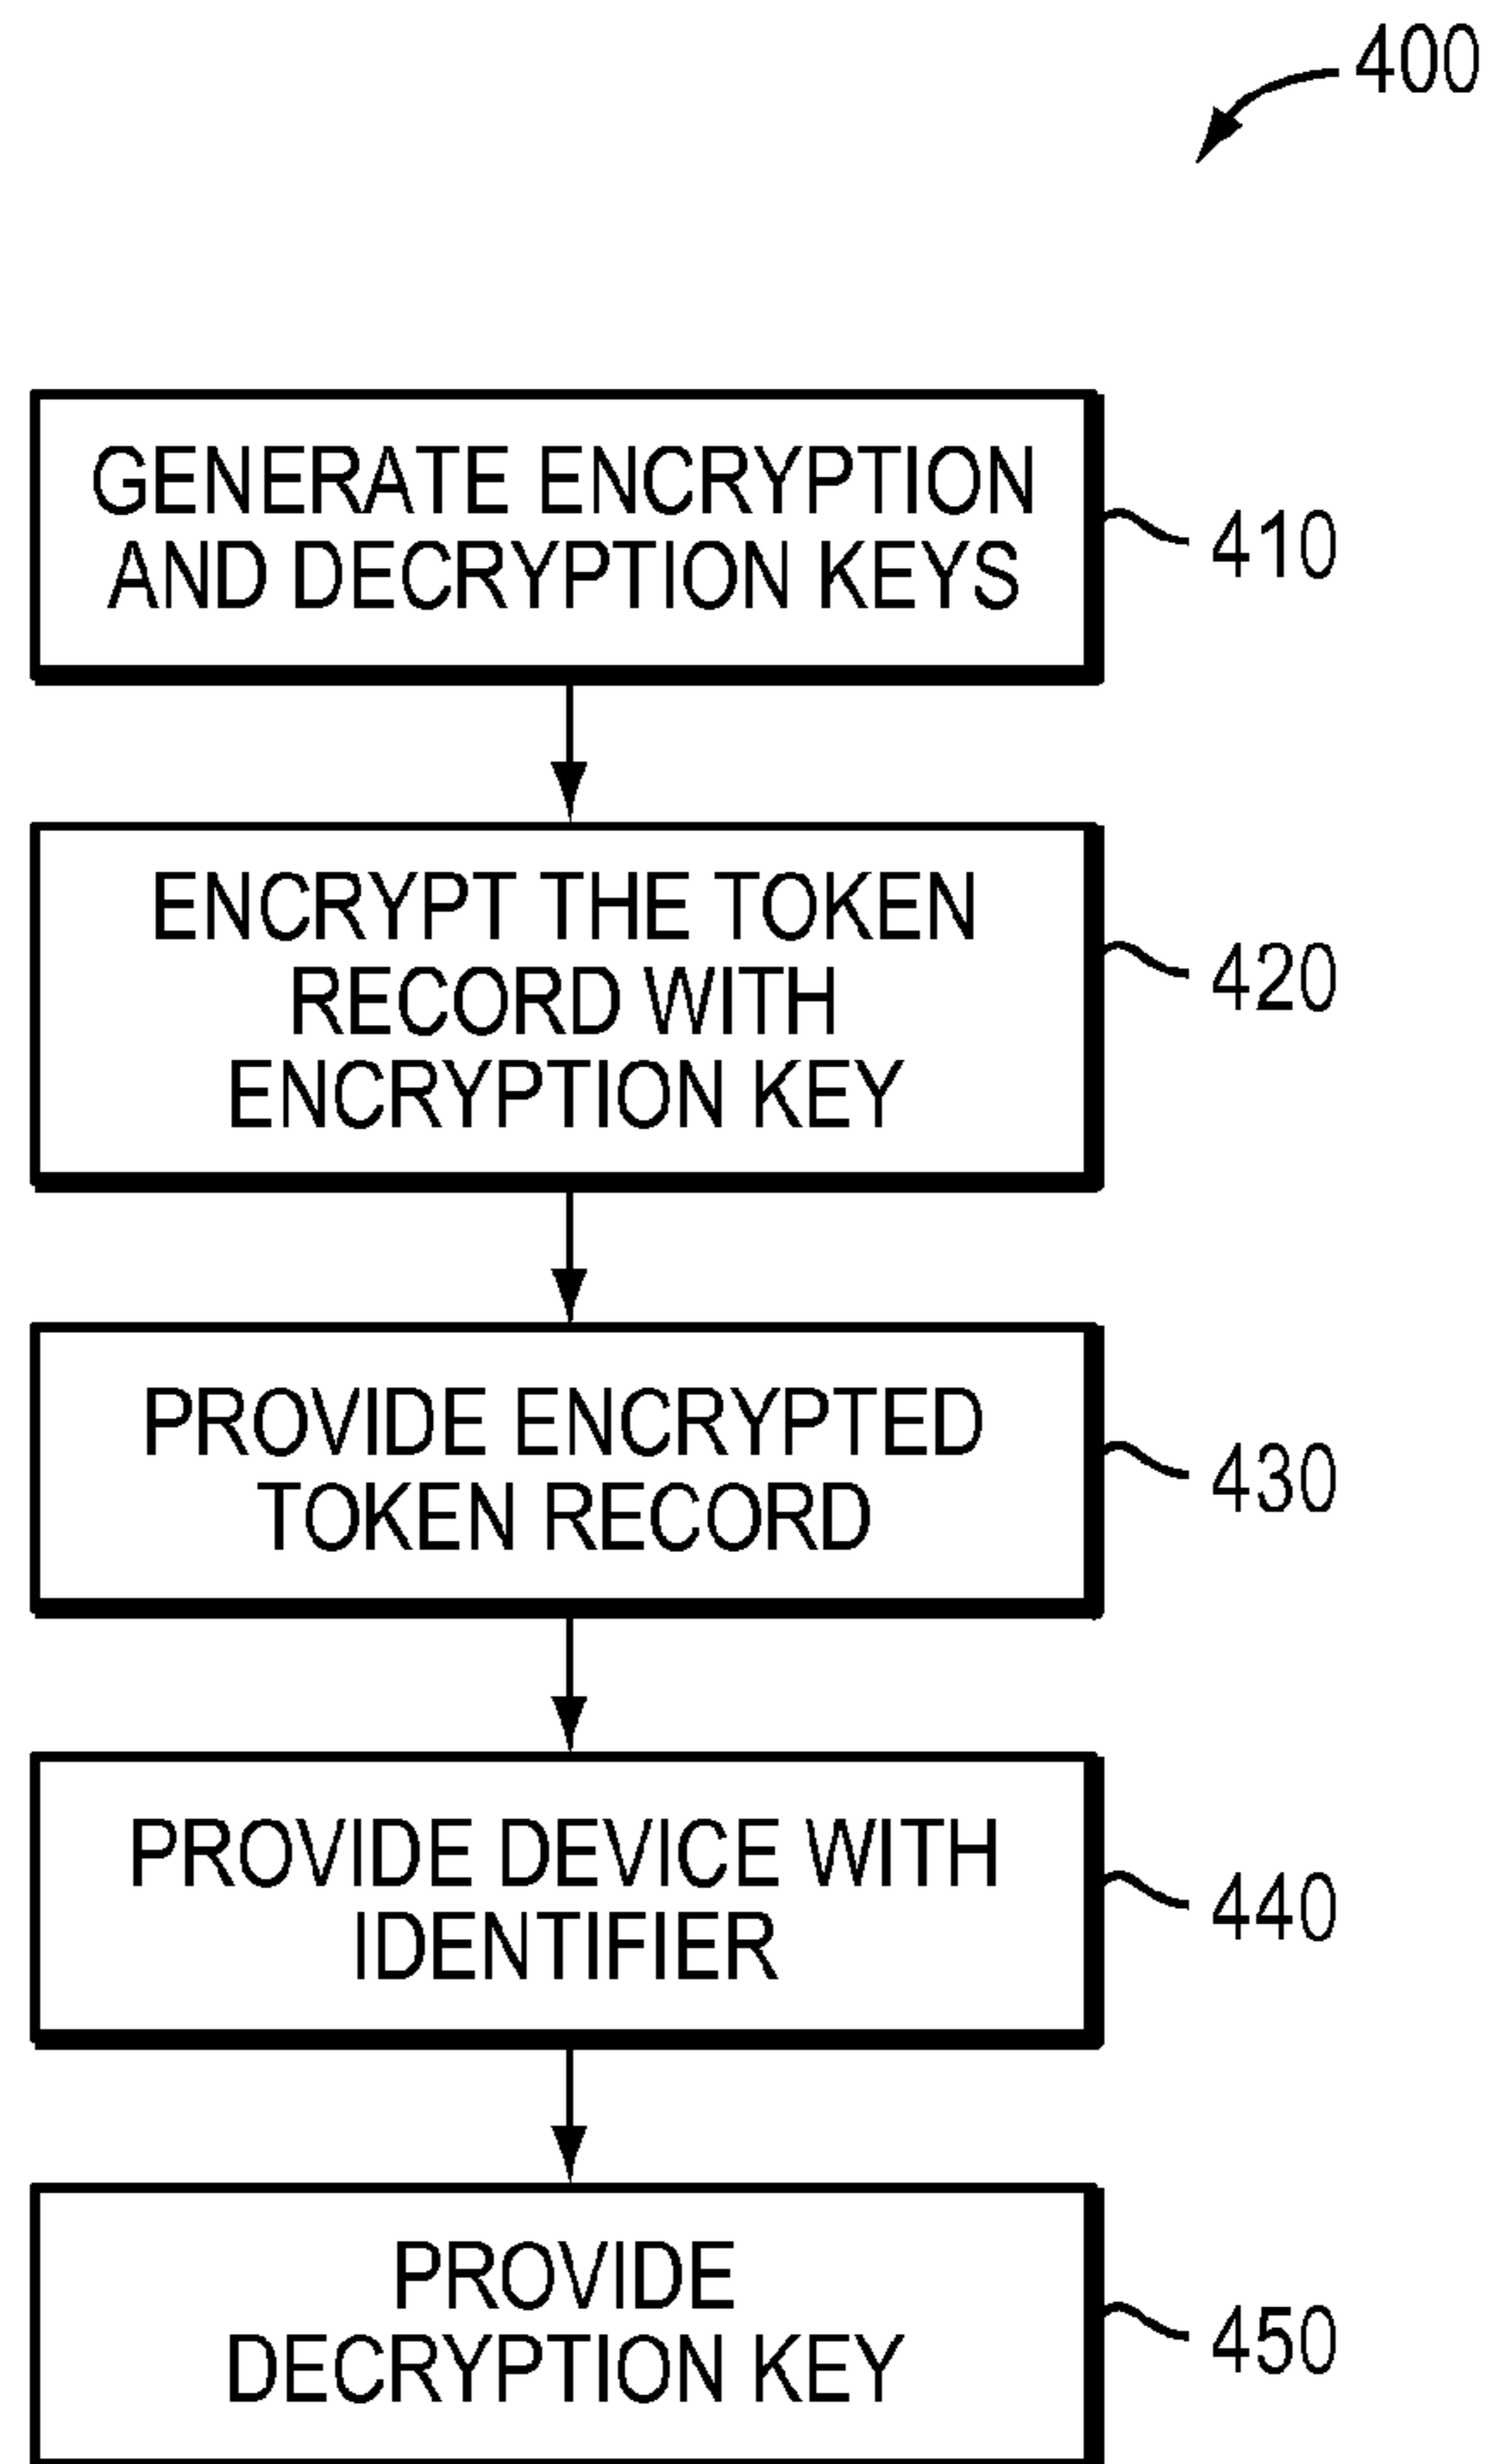 400
GENERATE ENCRYPTION
AND DECRYPTION KEYS
410
ENCRYPT THE TOKEN
RECORD WITH
ENCRYPTION KEY
420
PROVIDE ENCRYPTED
TOKEN RECORD
430
PROVIDE DEVICE WITH
IDENTIFIER
440
PROVIDE
DECRYPTION KEY
450